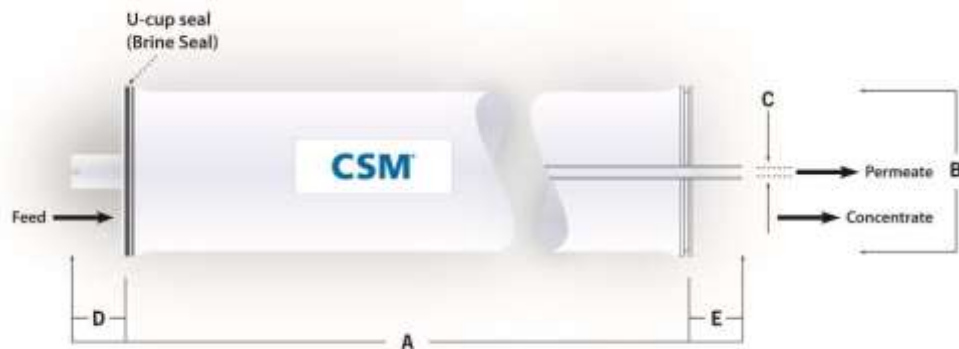 U-cup seal
(Brine Seal)
CSM
C
Permeate
B
Feed
Concentrate
D
E
A